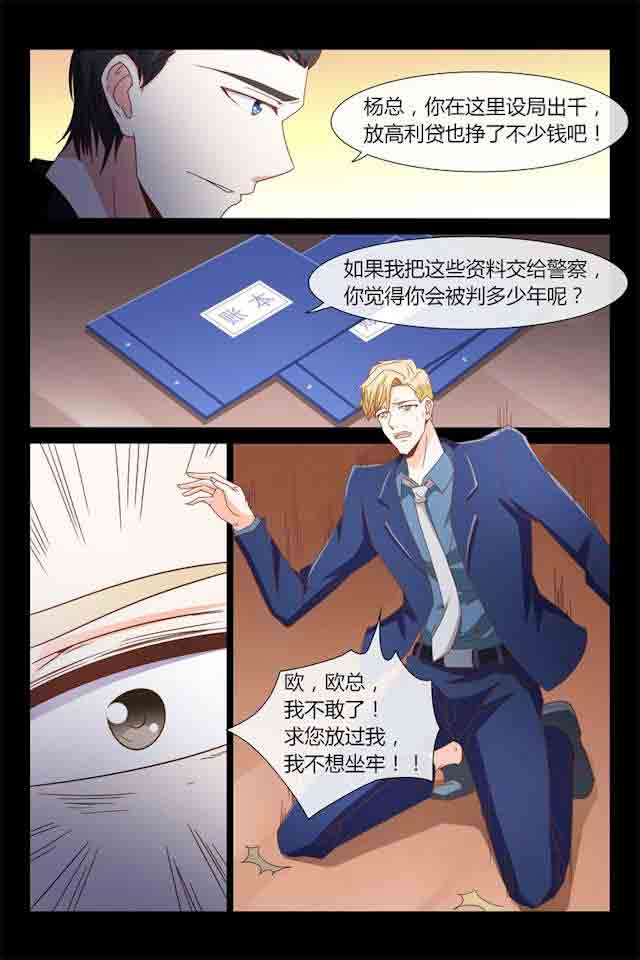 杨总，你在这里设局出千，
放高利贷也挣了不少钱吧！
如果我把这些资料交给警察，
你觉得你会被判多少年呢？
账本
欧，欧总，
我不敢了！
求您放过我，
我不想坐牢！！